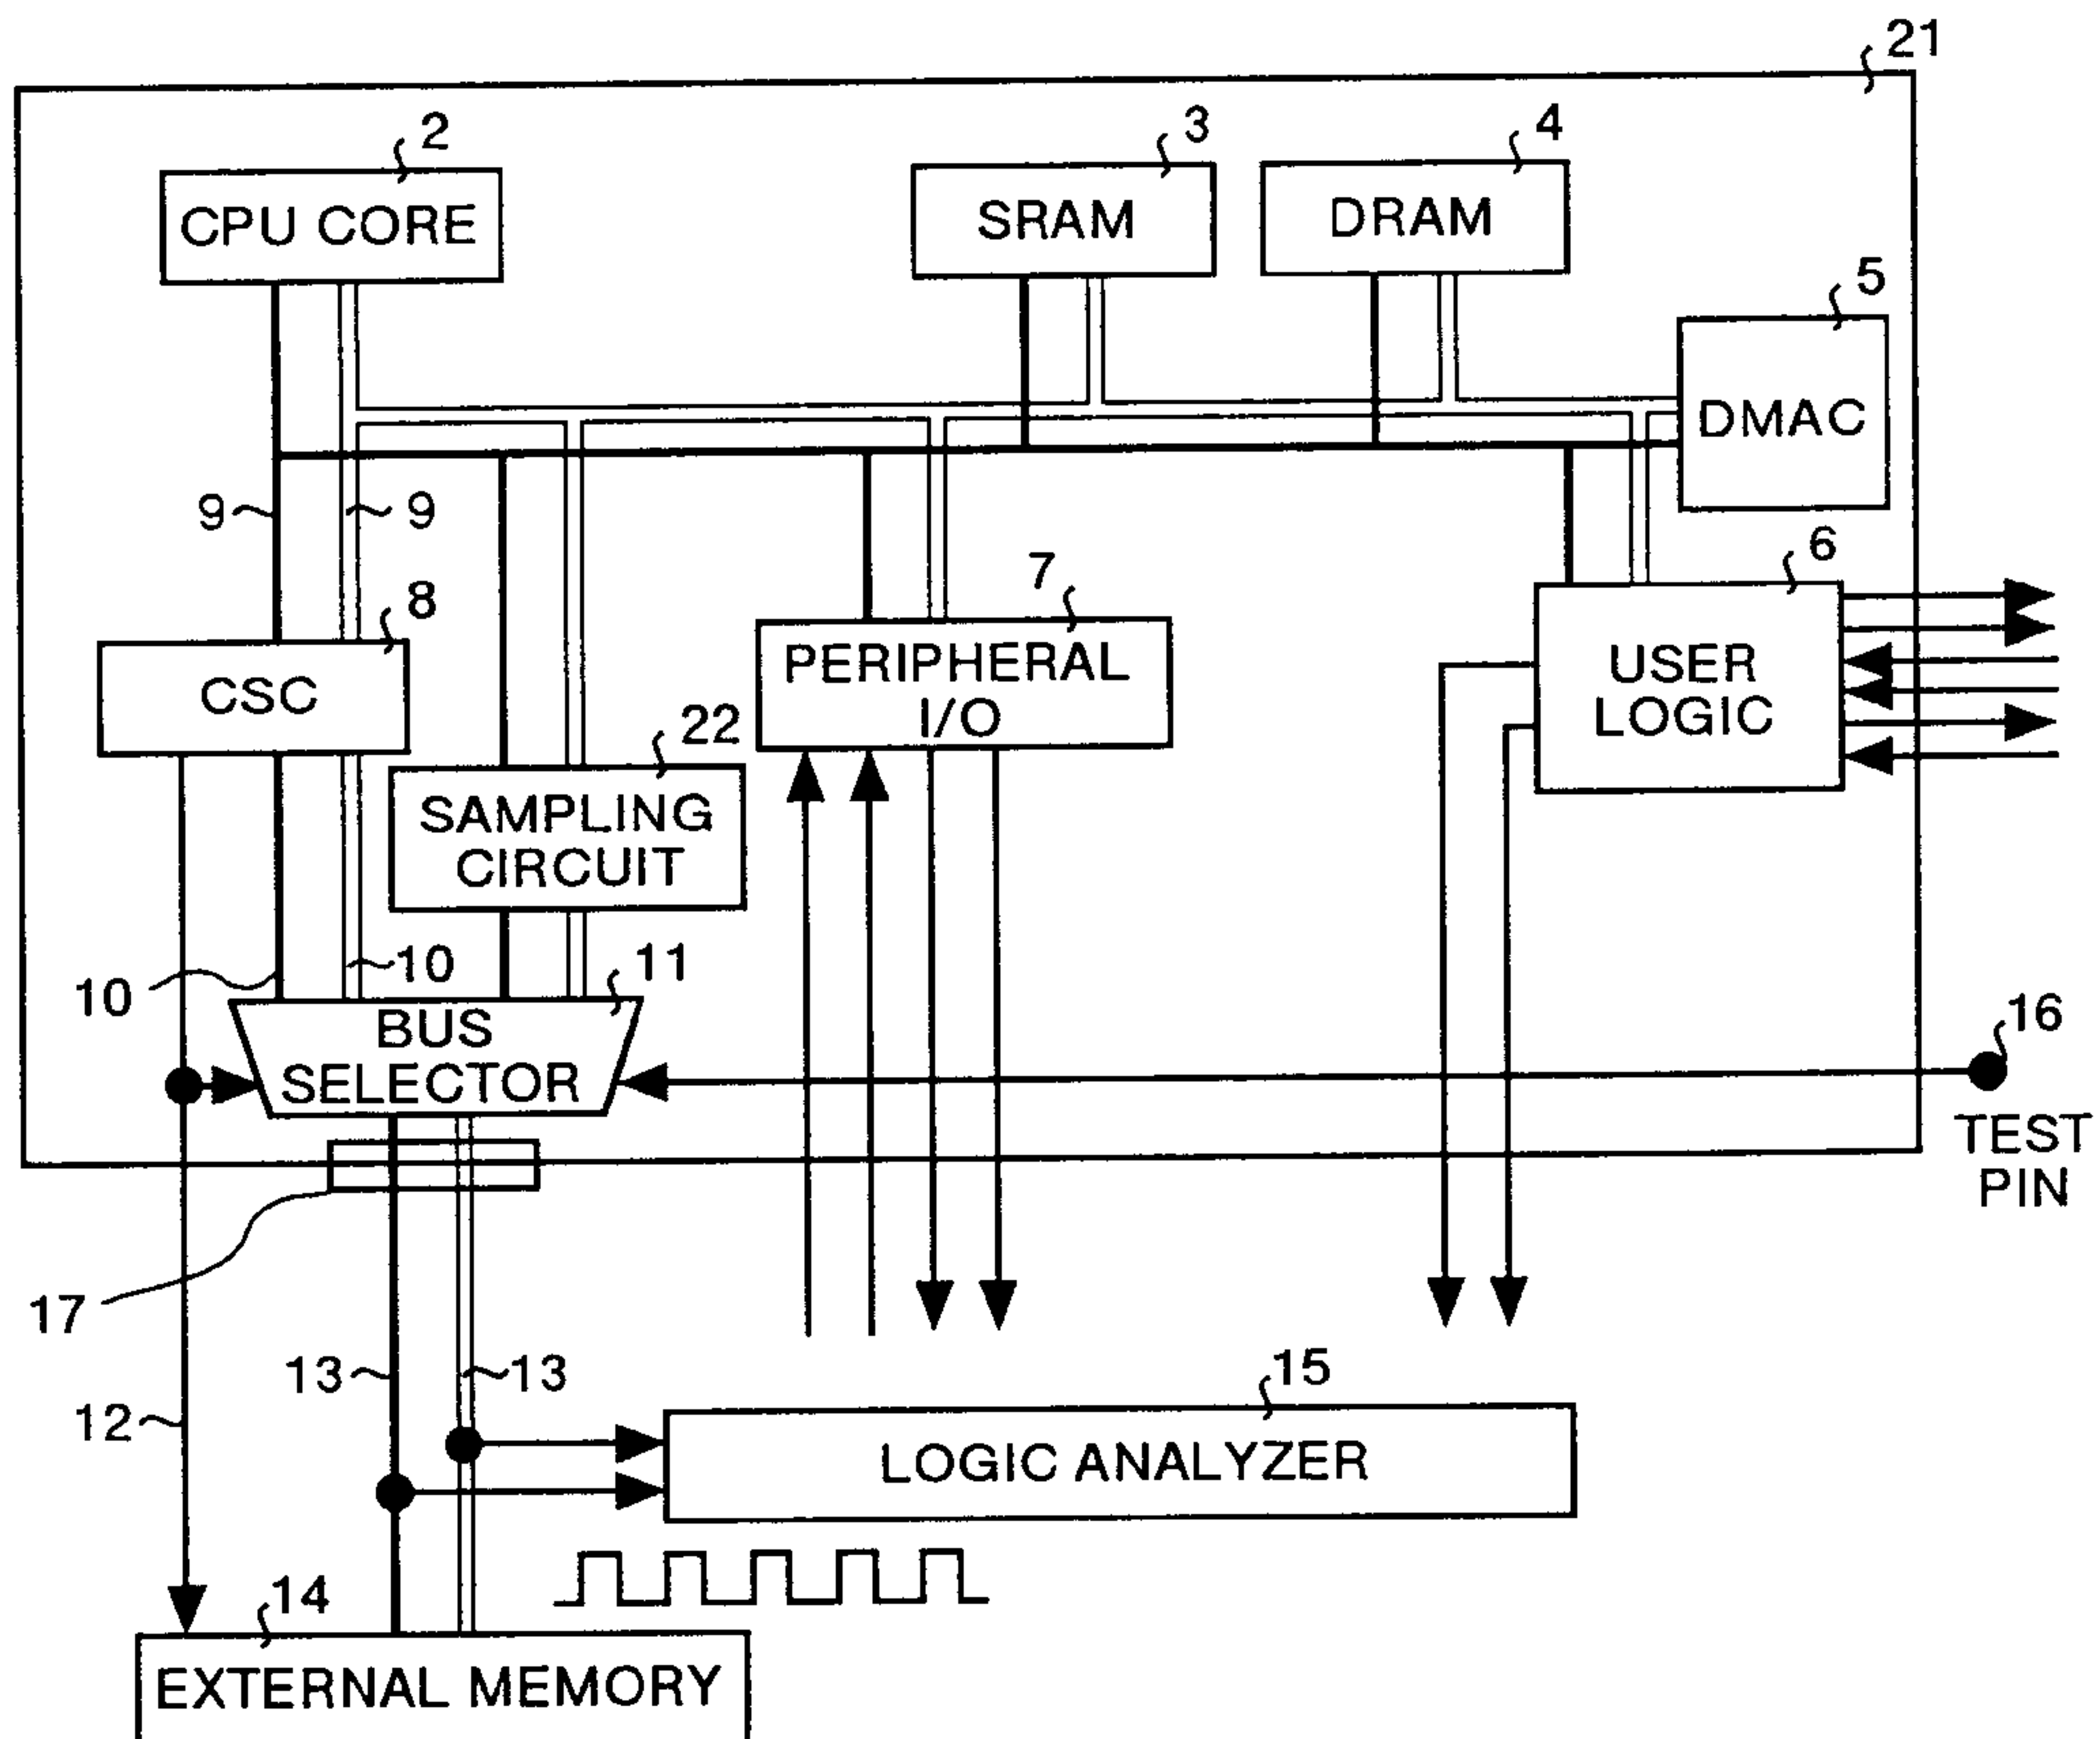 21
2
3
4
CPU CORE
SRAM
DRAM
5
DMAC
9
9
6
7
8
PERIPHERAL
I/O
USER
LOGIC
CSC
22
SAMPLING
CIRCUIT
10
10
11
BUS
SELECTOR
16
TEST
PIN
17
13
13
12
15
LOGIC ANALYZER
14
EXTERNAL MEMORY